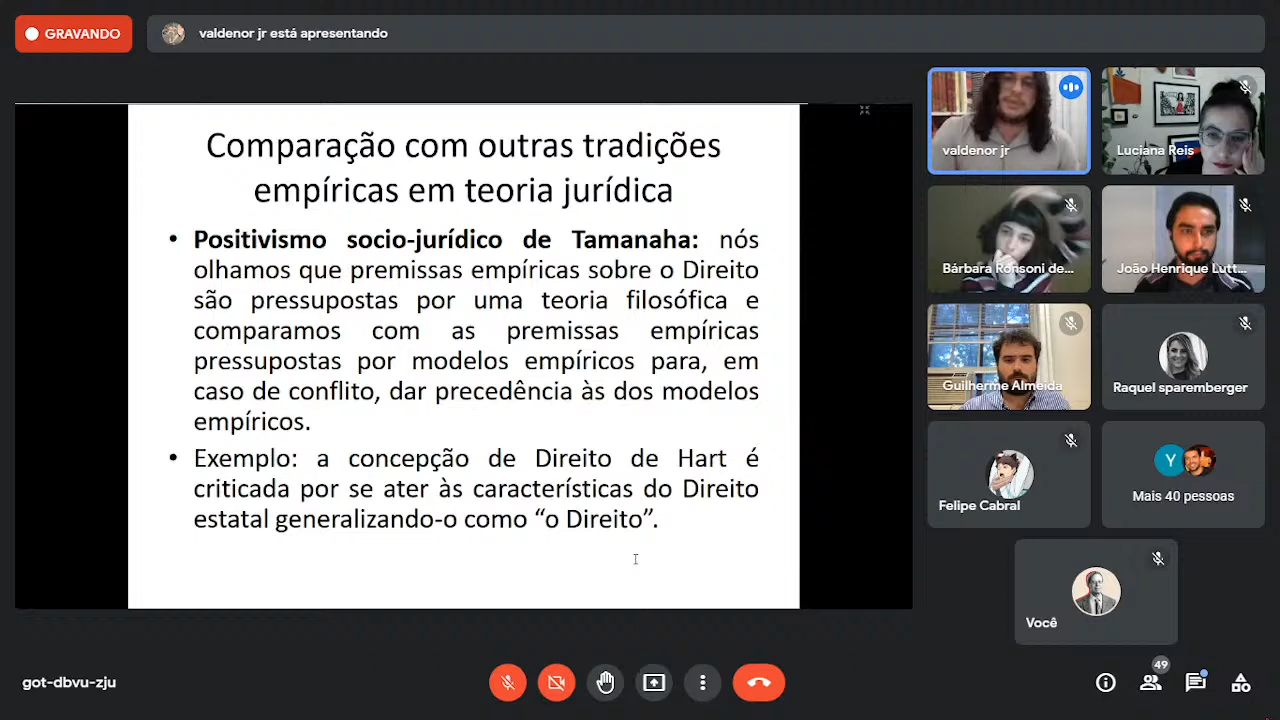 GRAVANDO
valdenor jr está apresentando
Comparação com outras tradições
empíricas em teoria jurídica
• Positivismo socio-jurídico de Tamanaha: nós
olhamos que premissas empíricas sobre o Direito
são pressupostas por uma teoria filosófica e
comparamos com as premissas empíricas
pressupostas por modelos empíricos para, em
caso de conflito, dar precedência às dos modelos
empíricos.
• Exemplo: a concepção de Direito de Hart é
criticada por se ater às características do Direito
estatal generalizando-o como “o Direito”.
valdenor jr
Luciana Reis
Bárbara Ronsoni de...
João Henrique Lutt...
Guilherme Almeida
Raquel sparemberger
Felipe Cabral
Y
Mais 40 pessoas
Você
got-dbvu-zju
49